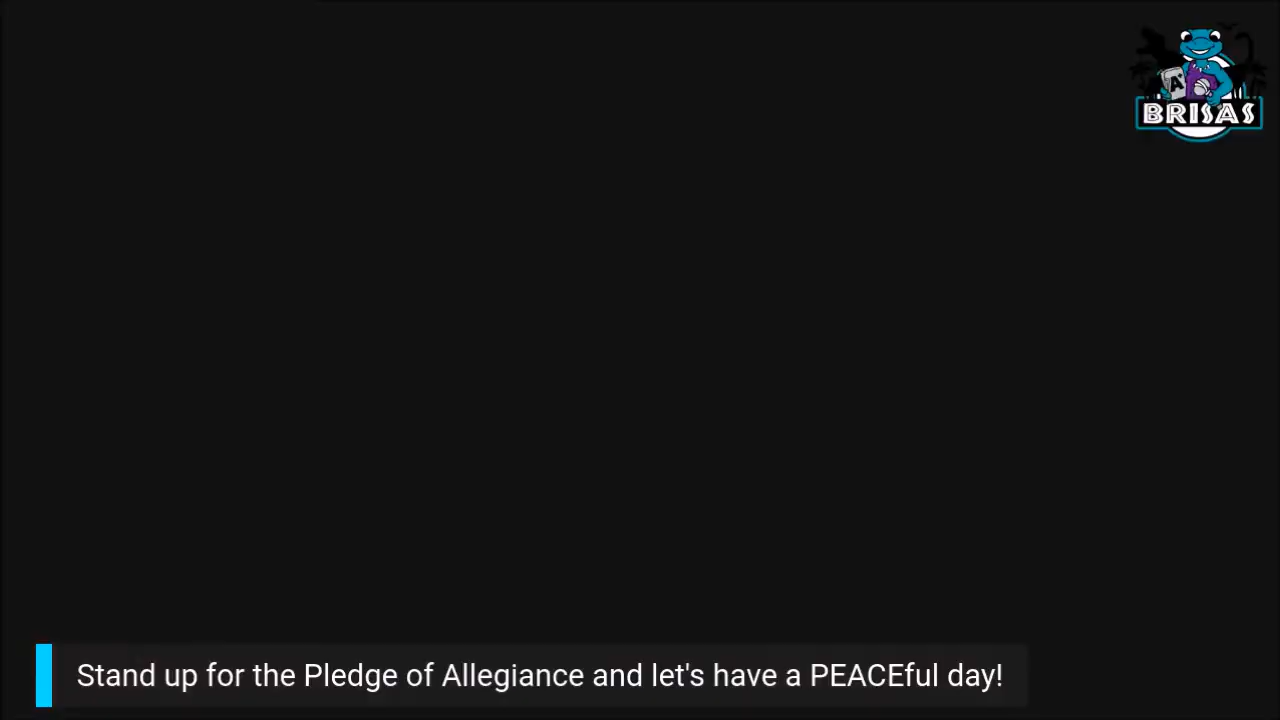 A+
BRISAS
Stand up for the Pledge of Allegiance and let's have a PEACEful day!